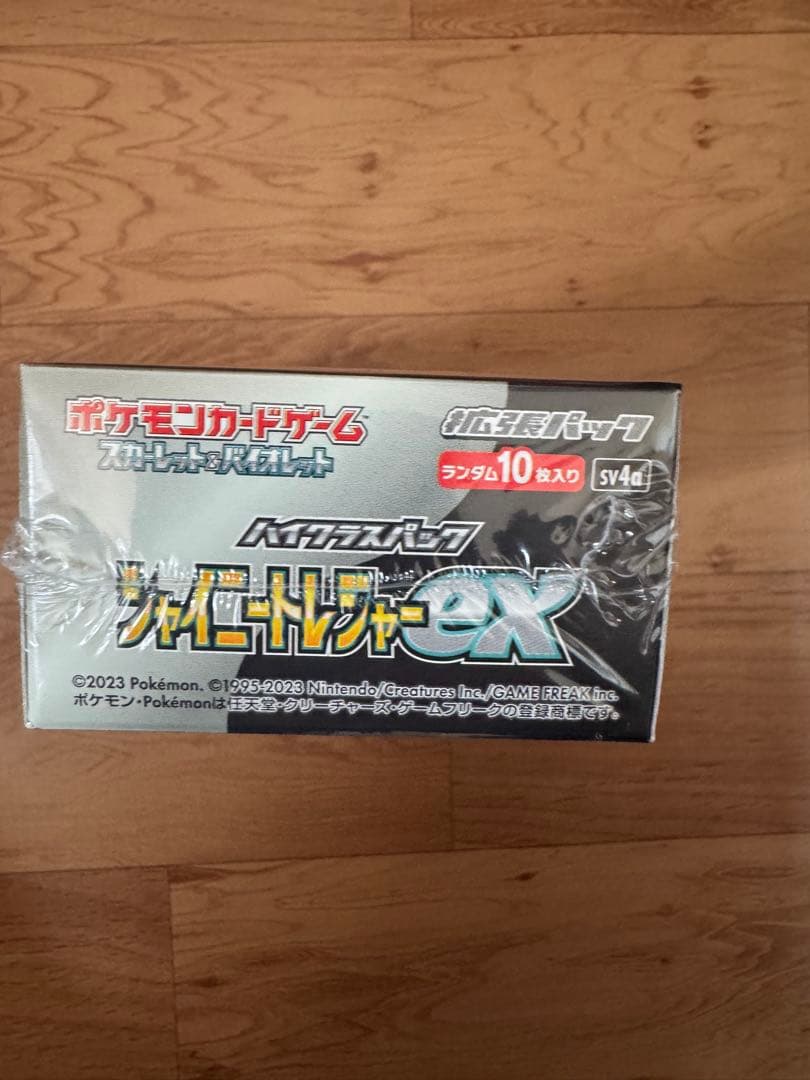 ポケモンカードゲーム™
拡張パック
スカーレット&バイオレット
ランダム10枚入り
sv4a
ハイクラスパック
シャイニートレジャーex
©2023 Pokémon. ©1995-2023 Nintendo/Creatures Inc./GAME FREAK inc.
ポケモン・Pokémonは任天堂・クリーチャーズ・ゲームフリークの登録商標です。